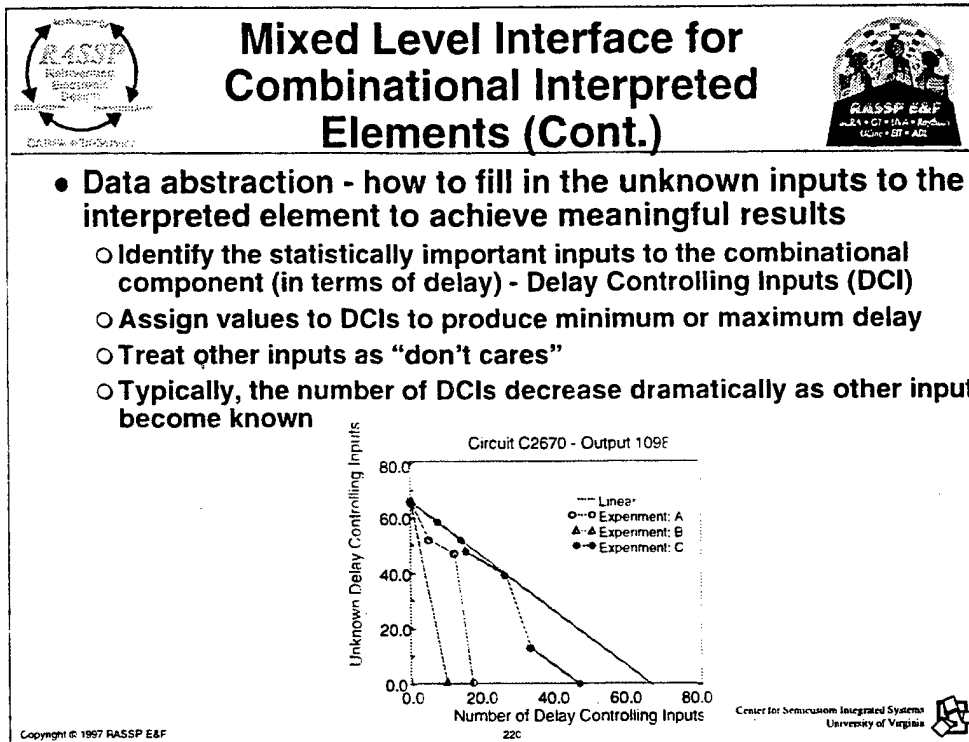 RASSP
Reinventing
Electronic
Design
Mixed Level Interface for
Combinational Interpreted
Elements (Cont.)
RASSP E&F
• Data abstraction - how to fill in the unknown inputs to the
interpreted element to achieve meaningful results
○ Identify the statistically important inputs to the combinational
component (in terms of delay) - Delay Controlling Inputs (DCI)
○ Assign values to DCIs to produce minimum or maximum delay
○ Treat other inputs as “don't cares”
○ Typically, the number of DCIs decrease dramatically as other input
become known
Circuit C2670 - Output 109
Unknown Delay Controlling Inputs
80.0
60.0
40.0
20.0
0.0
Linear
Experiment: A
Experiment: B
Experiment: C
0.0 20.0 40.0 60.0 80.0
Number of Delay Controlling Inputs
Copyright © 1997 RASSP E&F
Center for Semicustom Integrated Systems
University of Virginia